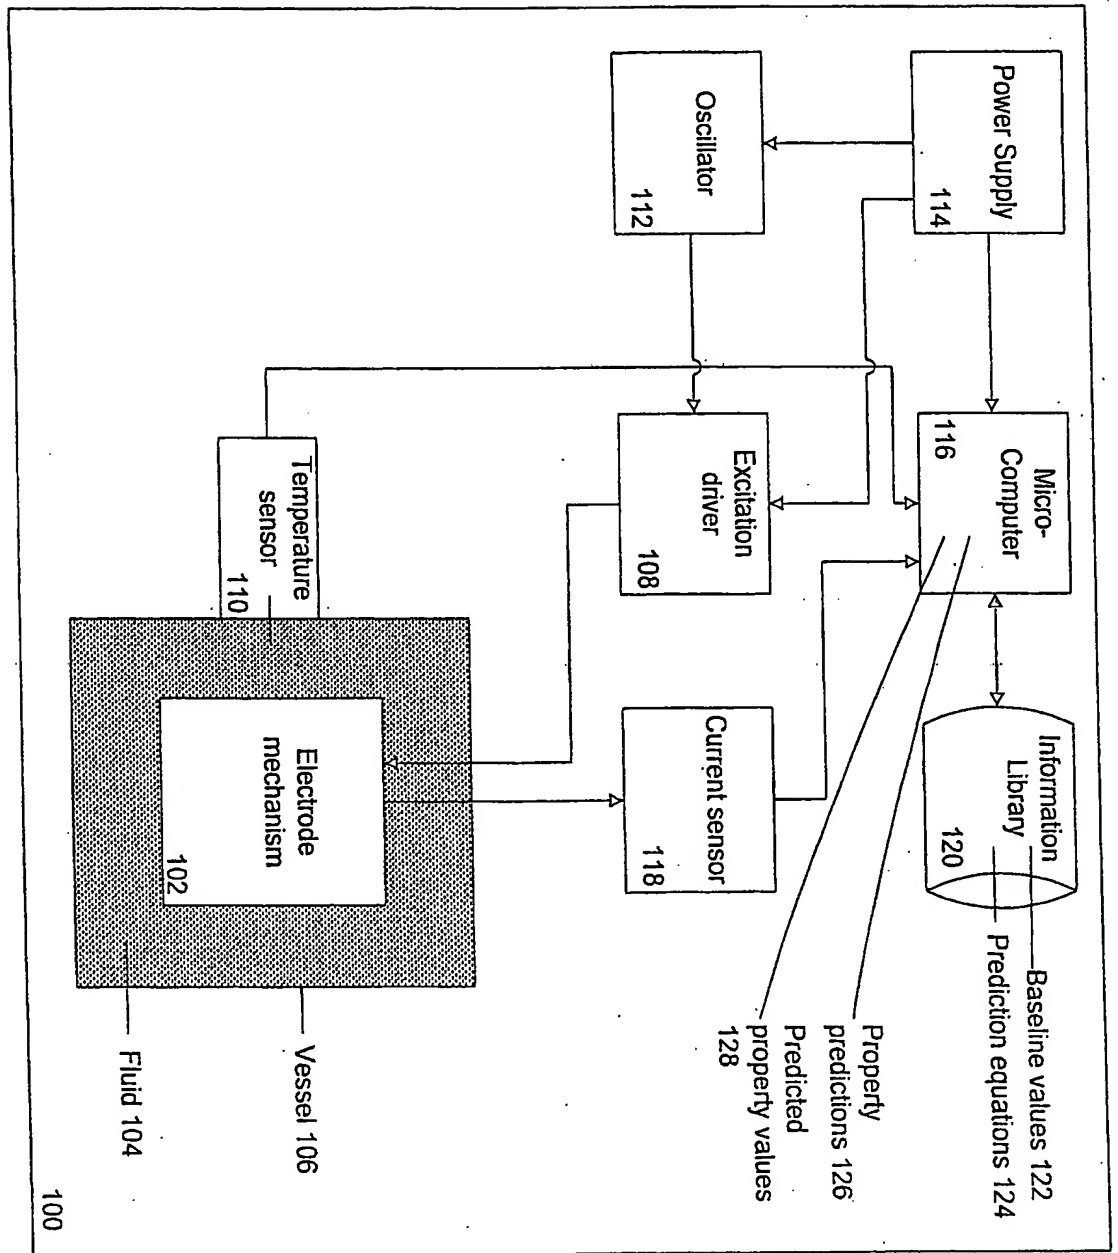 Power Supply
114
Micro-
Computer
116
Information
Library
120
Baseline values 122
Prediction equations 124
Oscillator
112
Excitation
driver
108
Current sensor
118
Property
predictions 126
Predicted
property values
128
Temperature
sensor
110
Electrode
mechanism
102
Vessel 106
Fluid 104
100